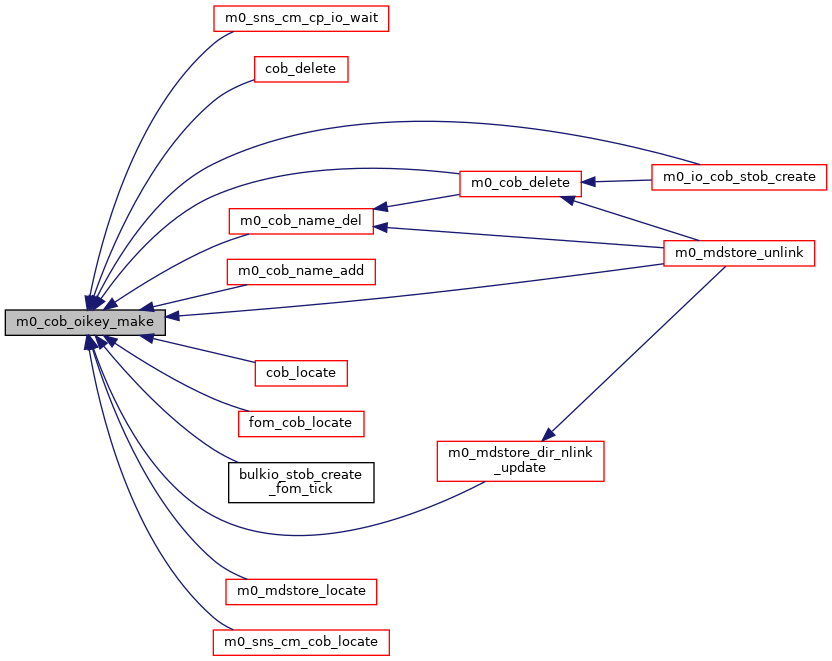 m0_sns_cm_cp_io_wait
cob_delete
m0_io_cob_stob_create
m0_cob_delete
m0_cob_name_del
m0_mdstore_unlink
m0_cob_name_add
m0_cob_oikey_make
cob_locate
fom_cob_locate
m0_mdstore_dir_nlink
_update
bulkio_stob_create
_fom_tick
m0_mdstore_locate
m0_sns_cm_cob_locate